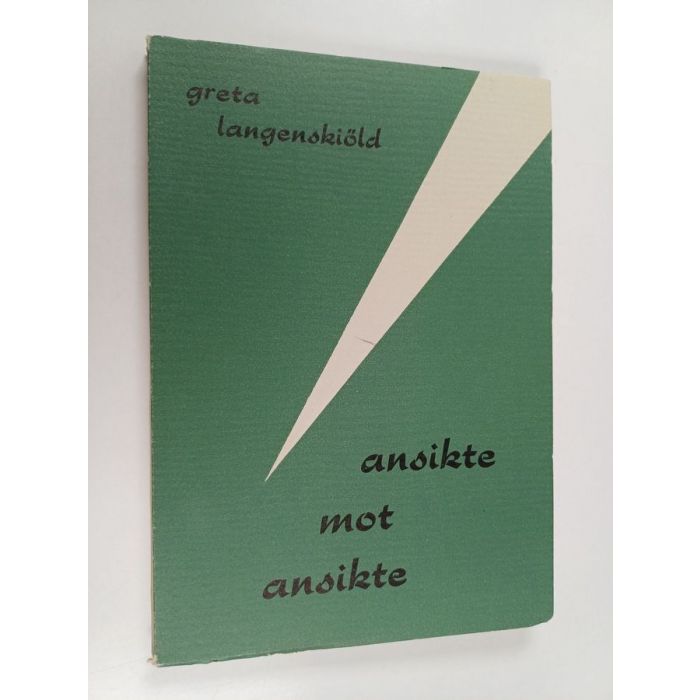 greta
langenskiöld
ansikte
mot
ansikte